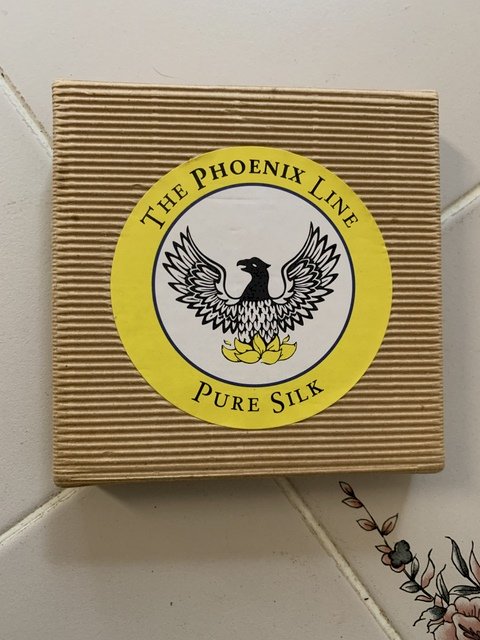 The Phoenix Line
Pure Silk